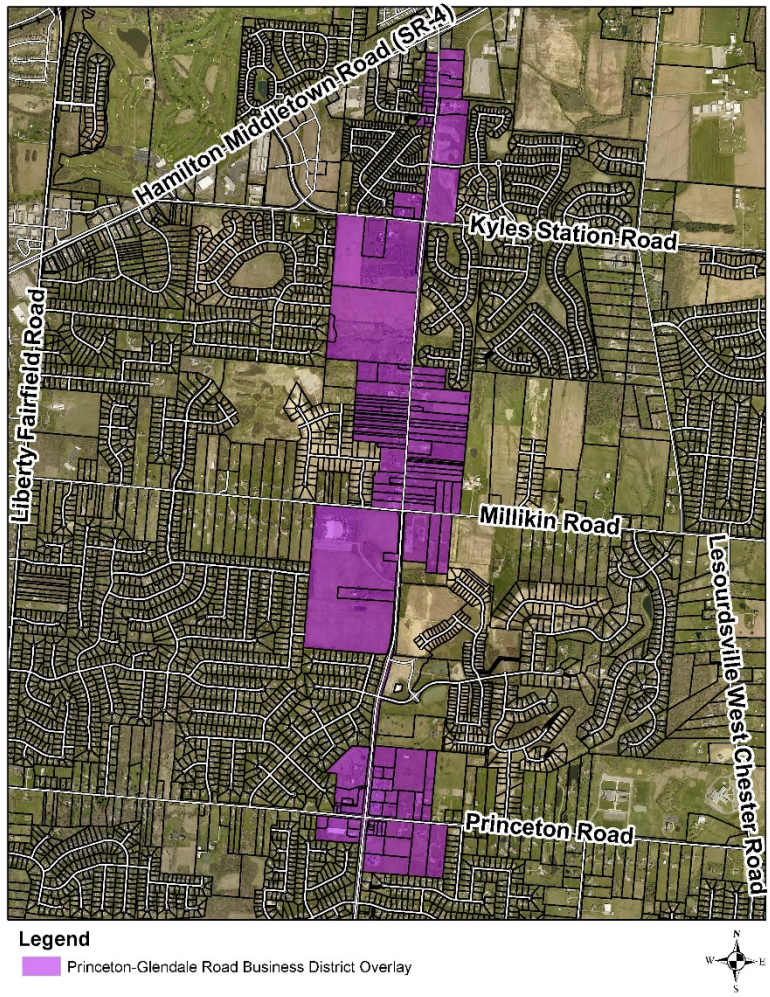 Hamilton-Middletown Road (SR-4)
Kyles Station Road
Liberty-Fairfield Road
Millikin Road
Lesourdsville West Chester Road
Princeton Road
Legend
Princeton-Glendale Road Business District Overlay
N
W
E
S